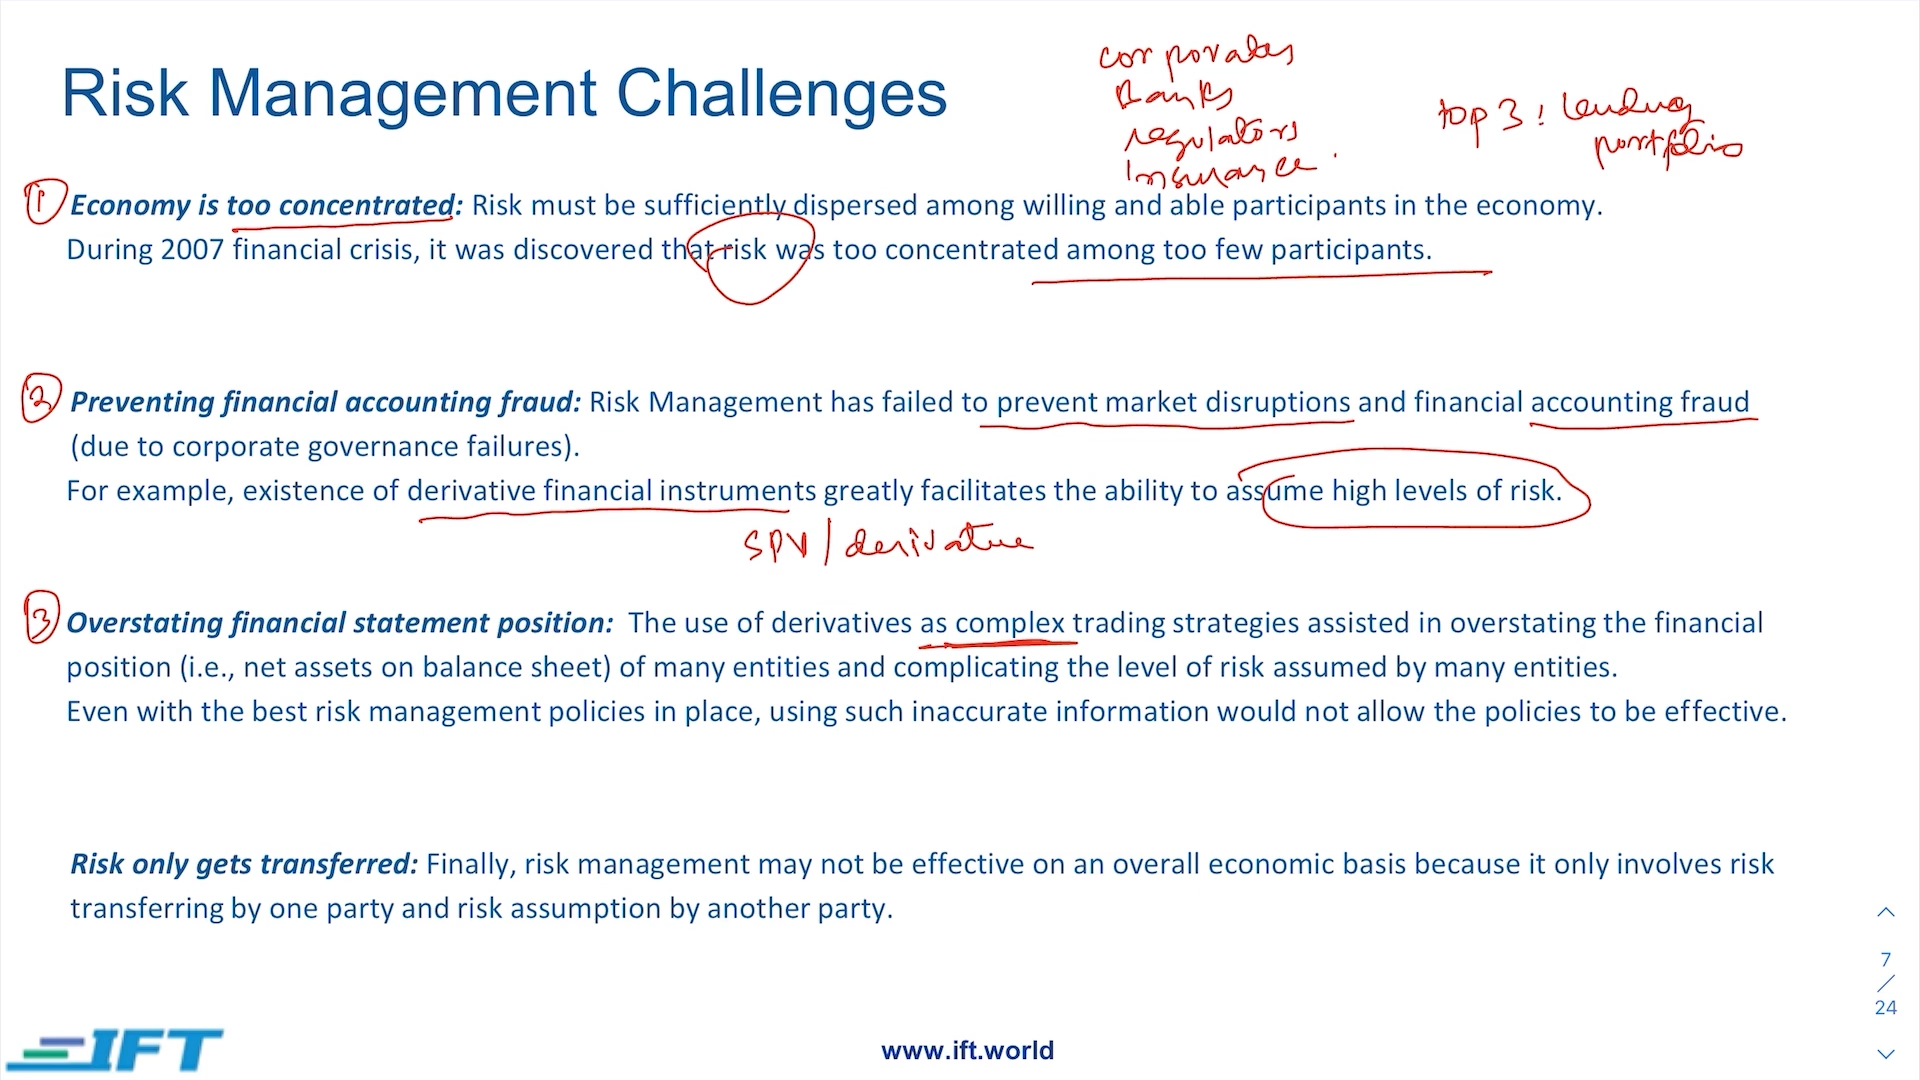 corporates
Banks
regulators
Insurance
top 3: lending
portfolio
Risk Management Challenges
1 Economy is too concentrated: Risk must be sufficiently dispersed among willing and able participants in the economy.
During 2007 financial crisis, it was discovered that risk was too concentrated among too few participants.
2 Preventing financial accounting fraud: Risk Management has failed to prevent market disruptions and financial accounting fraud
(due to corporate governance failures).
For example, existence of derivative financial instruments greatly facilitates the ability to assume high levels of risk.
SPV/derivative
3 Overstating financial statement position: The use of derivatives as complex trading strategies assisted in overstating the financial
position (i.e., net assets on balance sheet) of many entities and complicating the level of risk assumed by many entities.
Even with the best risk management policies in place, using such inaccurate information would not allow the policies to be effective.
Risk only gets transferred: Finally, risk management may not be effective on an overall economic basis because it only involves risk
transferring by one party and risk assumption by another party.
7
/
24
IFT
www.ift.world